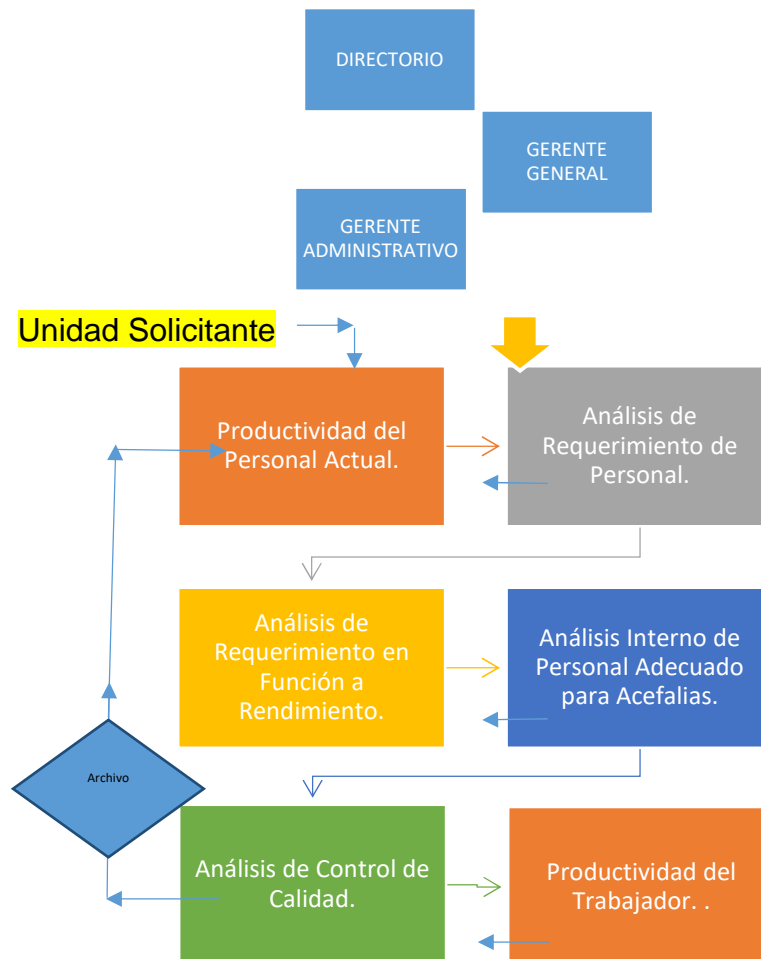 DIRECTORIO
GERENTE
GENERAL
GERENTE
ADMINISTRATIVO
Unidad Solicitante
Productividad del
Personal Actual.
Análisis de
Requerimiento de
Personal.
Análisis de
Requerimiento en
Función a
Rendimiento.
Análisis Interno de
Personal Adecuado
para Acefalias.
Archivo
Análisis de Control de
Calidad.
Productividad del
Trabajador. .